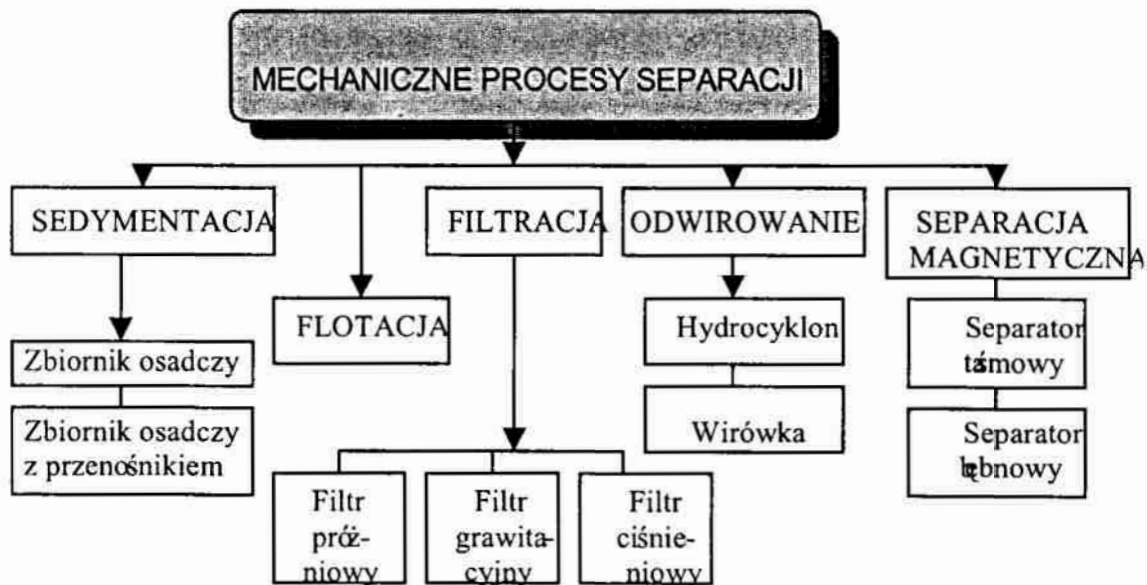 MECHANICZNE PROCESY SEPARACJI
SEDYMENTACJA
FILTRACJA
ODWIROWANIE
SEPARACJA
MAGNETYCZNA
FLOTACJA
Hydrocyklon
Separator
taśmowy
Zbiornik osadczy
Zbiornik osadczy
z przenośnikiem
Wirówka
Separator
bębnowy
Filtr
próż-
niowy
Filtr
grawita-
cyjny
Filtr
ciśnie-
niowy